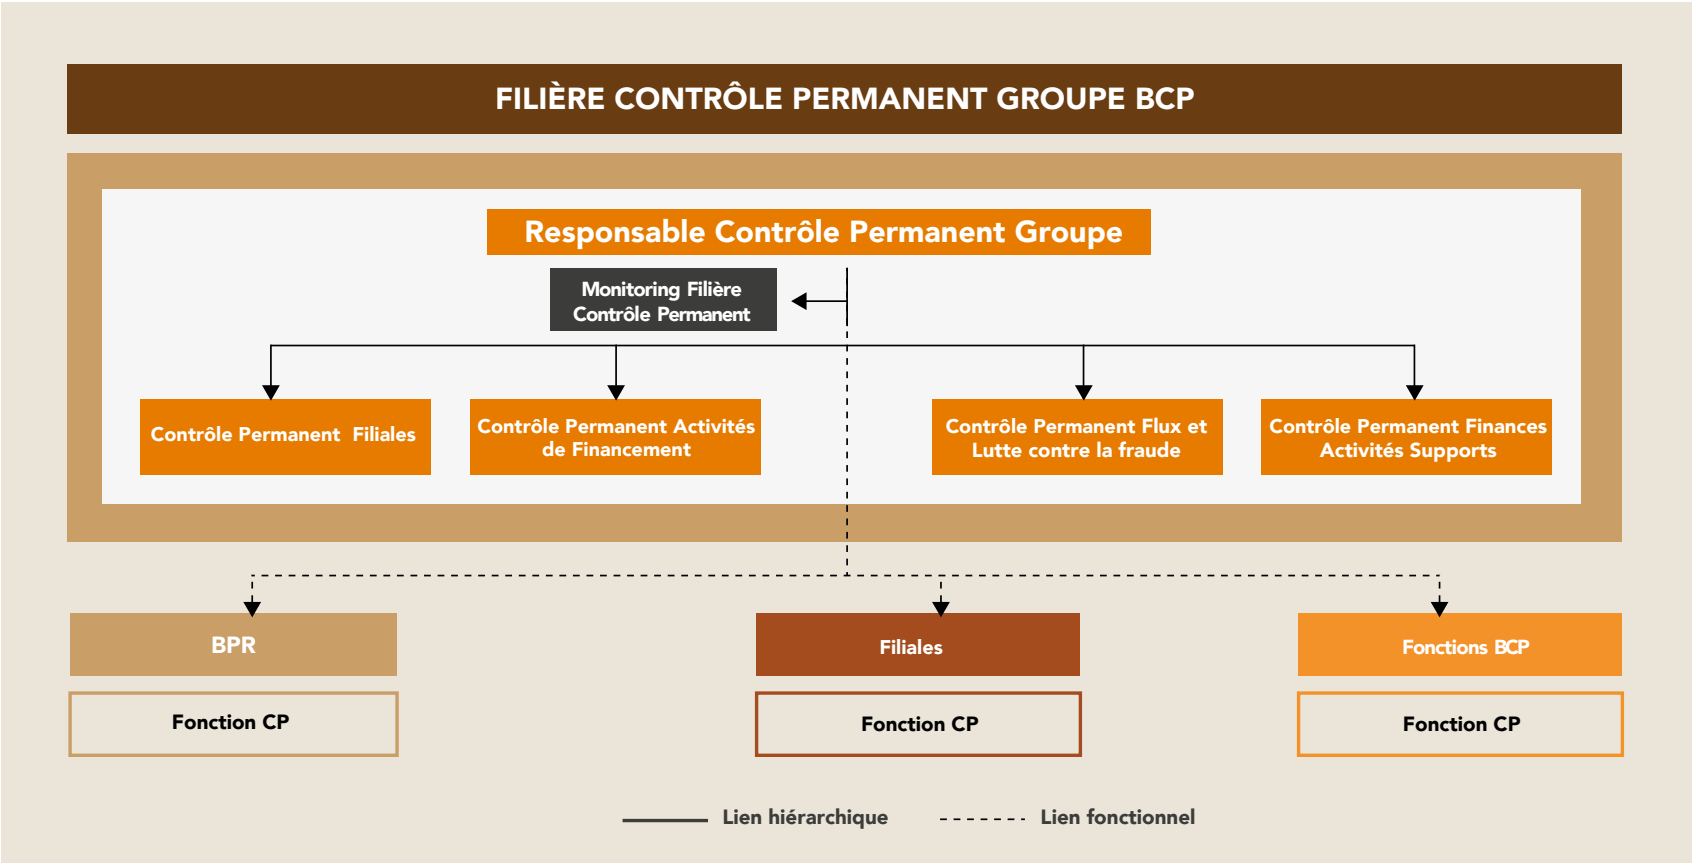 FILIÈRE CONTRÔLE PERMANENT GROUPE BCP
Responsable Contrôle Permanent Groupe
Monitoring Filière
Contrôle Permanent
Contrôle Permanent Filiales
Contrôle Permanent Activités
de Financement
Contrôle Permanent Flux et
Lutte contre la fraude
Contrôle Permanent Finances
Activités Supports
BPR
Filiales
Fonctions BCP
Fonction CP
Fonction CP
Fonction CP
Lien hiérarchique
Lien fonctionnel